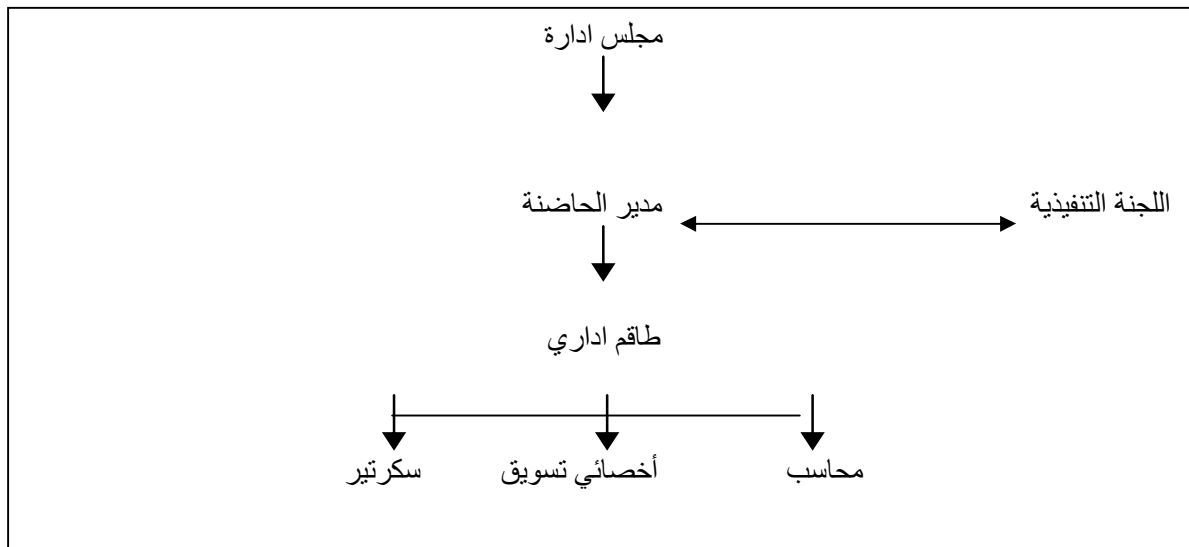 مجلس ادارة
مدير الحاضنة
اللجنة التنفيذية
طاقم اداري
محاسب
أخصائي تسويق
سكرتير